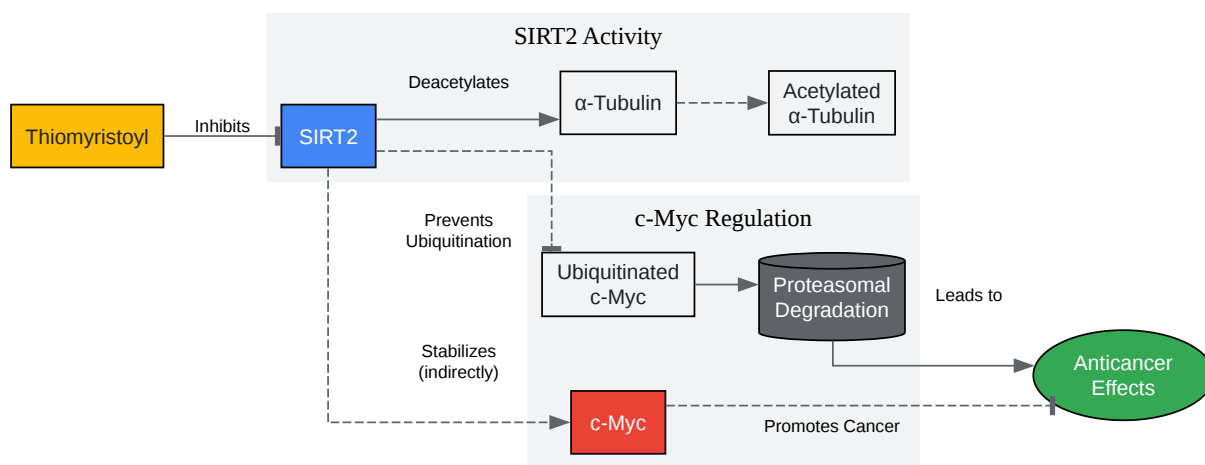 SIRT2 Activity
Deacetylates
α-Tubulin
Acetylated
α-Tubulin
Thiomyristoyl
Inhibits
SIRT2
Prevents
Ubiquitination
c-Myc Regulation
Ubiquitinated
c-Myc
Proteasomal
Degradation
Leads to
Stabilizes
(indirectly)
Anticancer
Effects
c-Myc
Promotes Cancer